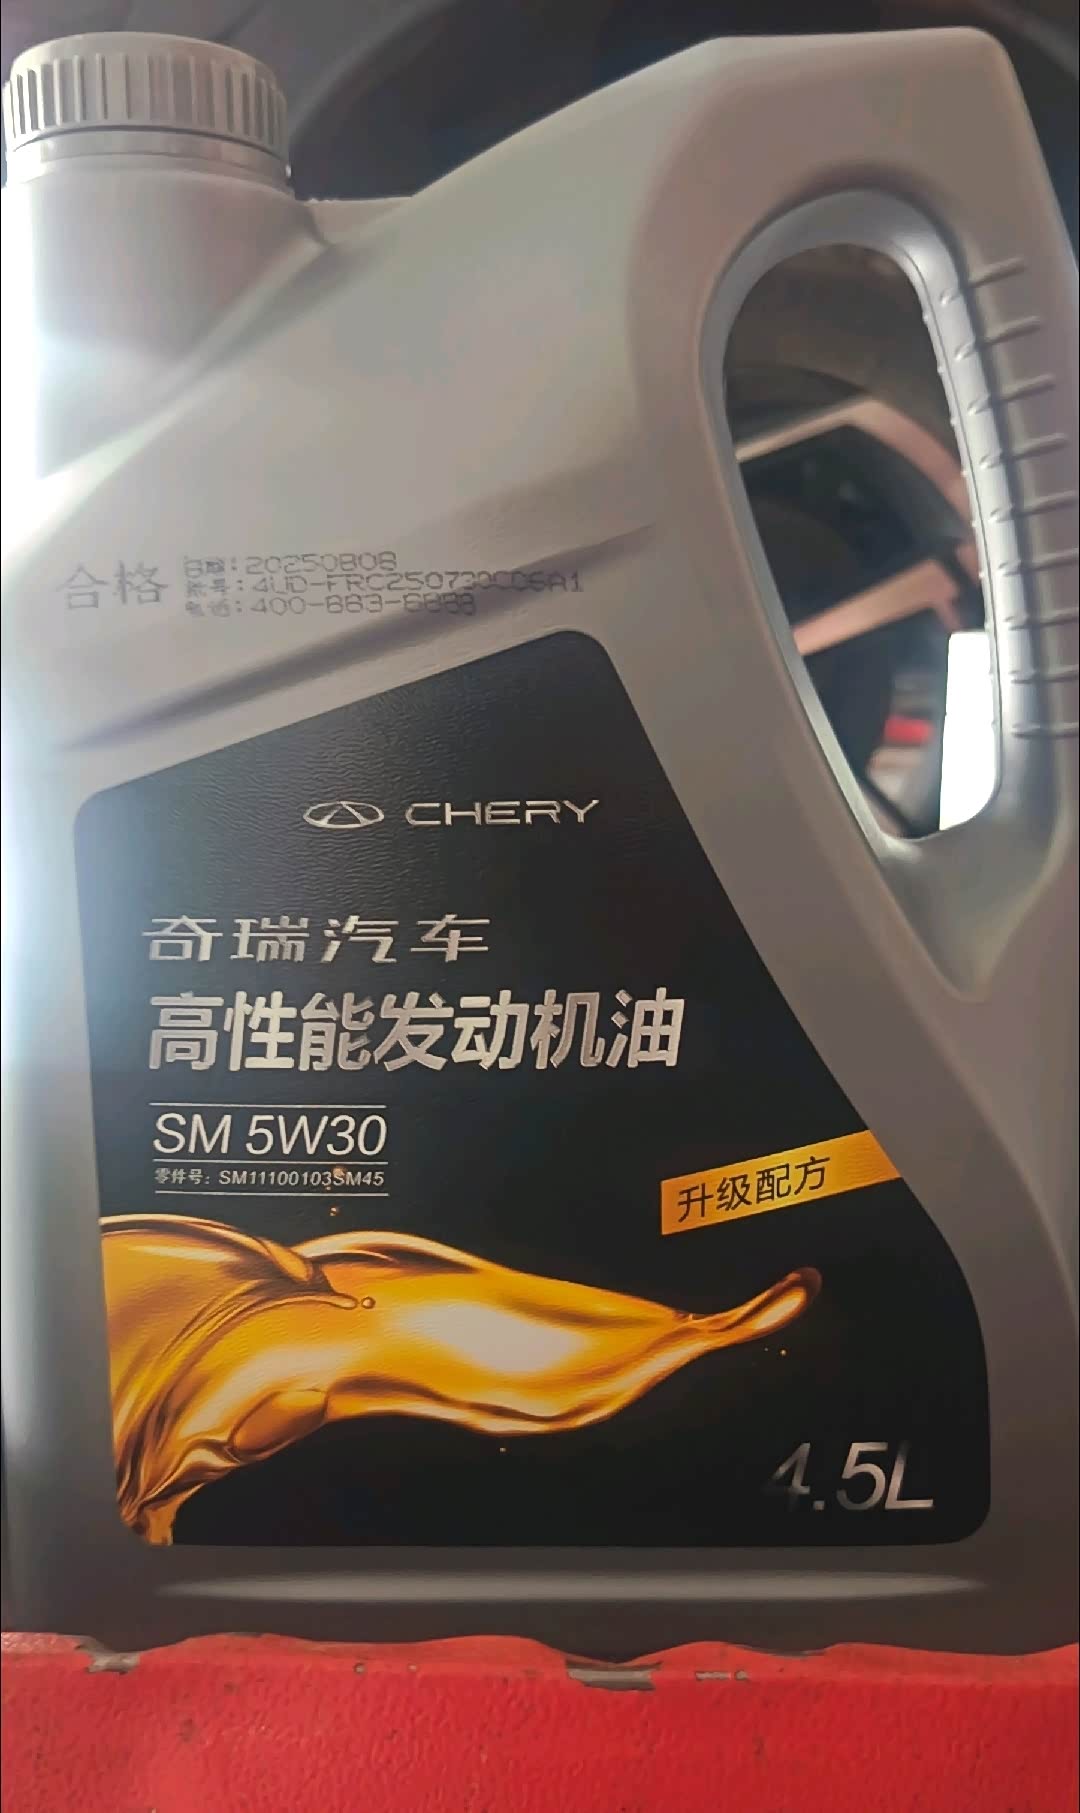 合格
日期:20250808
批号:4UD-FRC250730C06A1
电话:400-883-8888
CHERY
奇瑞汽车
高性能发动机油
SM 5W30
零件号:SM11100103SM45
升级配方
4.5L